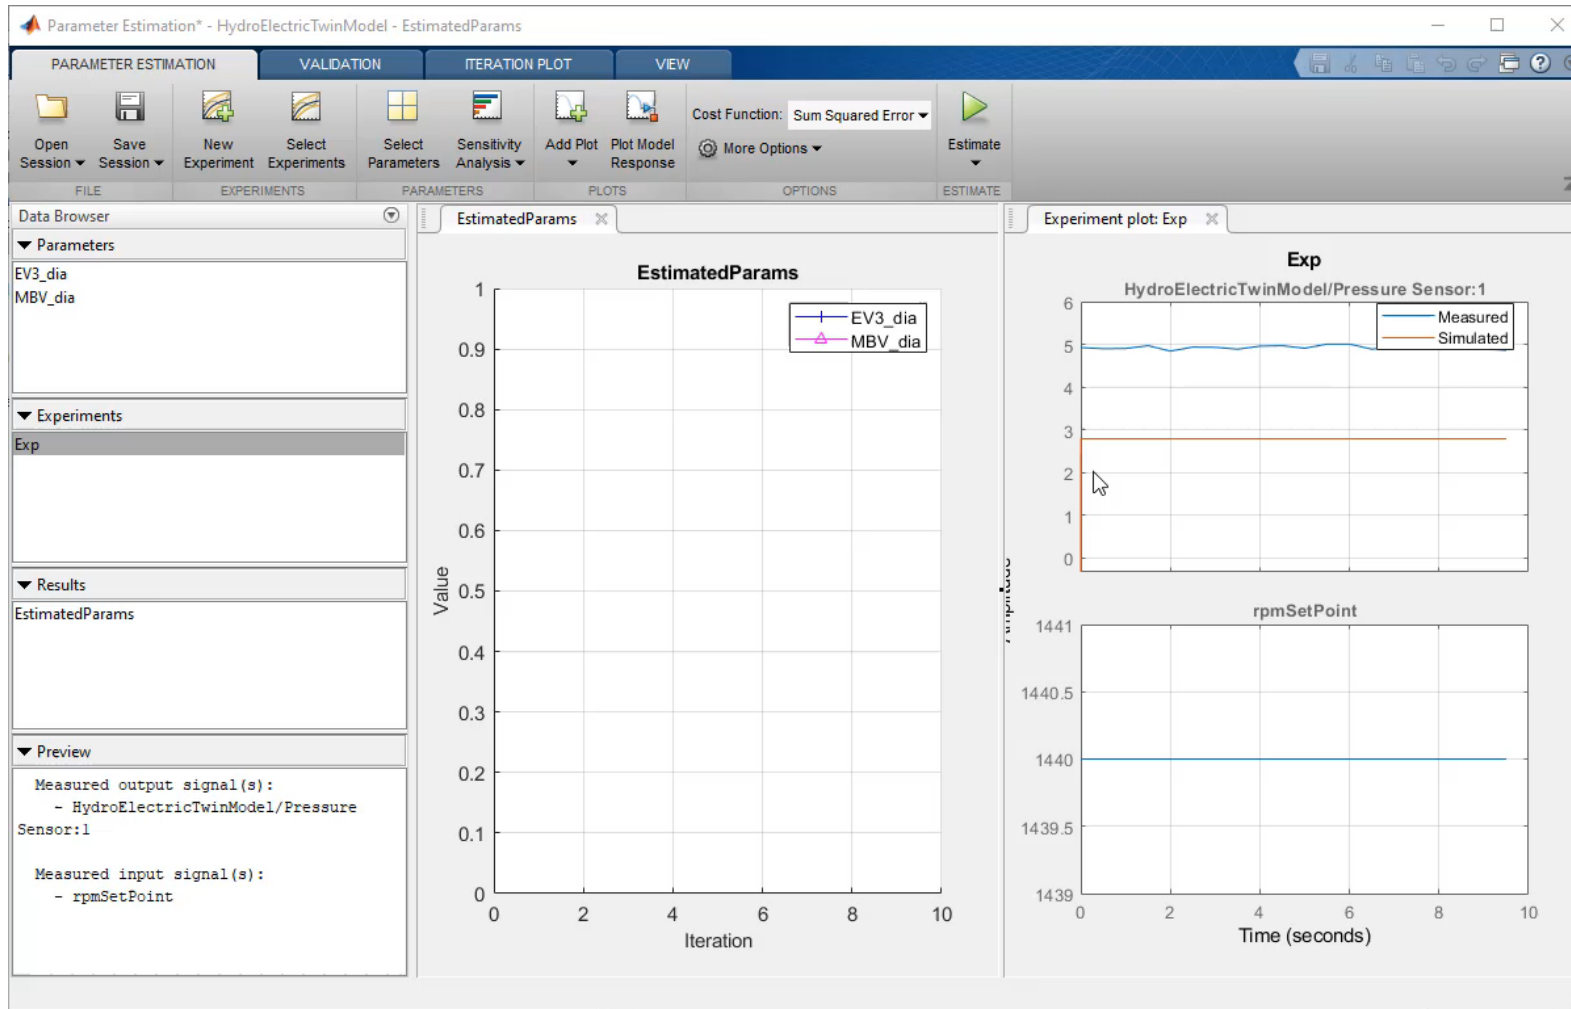 Parameter Estimation* - HydroElectricTwinModel - EstimatedParams
PARAMETER ESTIMATION
VALIDATION
ITERATION PLOT
VIEW
Open Session
Save Session
New Experiment
Select Experiments
Select Parameters
Sensitivity Analysis
Add Plot
Plot Model Response
Cost Function: Sum Squared Error
More Options
Estimate
FILE
EXPERIMENTS
PARAMETERS
PLOTS
OPTIONS
ESTIMATE
Data Browser
Parameters
EV3_dia
MBV_dia
Experiments
Exp
Results
EstimatedParams
Preview
Measured output signal(s):
- HydroElectricTwinModel/Pressure
Sensor:1
Measured input signal(s):
- rpmSetPoint
EstimatedParams
EstimatedParams
EV3_dia
MBV_dia
1
0.9
0.8
0.7
0.6
0.5
0.4
0.3
0.2
0.1
0
Value
0 2 4 6 8 10
Iteration
Experiment plot: Exp
Exp
HydroElectricTwinModel/Pressure Sensor:1
Measured
Simulated
6
5
4
3
2
1
0
Amplitude
rpmSetPoint
1441
1440.5
1440
1439.5
1439
0 2 4 6 8 10
Time (seconds)